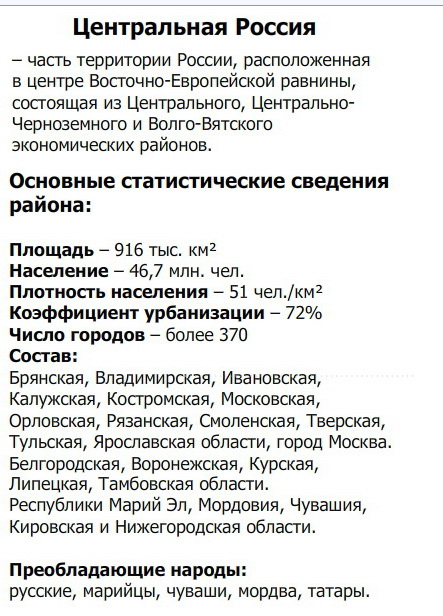 Центральная Россия
– часть территории России, расположенная
в центре Восточно-Европейской равнины,
состоящая из Центрального, Центрально-
Черноземного и Волго-Вятского
экономических районов.
Основные статистические сведения
района:
Площадь – 916 тыс. км²
Население – 46,7 млн. чел.
Плотность населения – 51 чел./км²
Коэффициент урбанизации – 72%
Число городов – более 370
Состав:
Брянская, Владимирская, Ивановская,
Калужская, Костромская, Московская,
Орловская, Рязанская, Смоленская, Тверская,
Тульская, Ярославская области, город Москва.
Белгородская, Воронежская, Курская,
Липецкая, Тамбовская области.
Республики Марий Эл, Мордовия, Чувашия,
Кировская и Нижегородская области.
Преобладающие народы:
русские, марийцы, чуваши, мордва, татары.